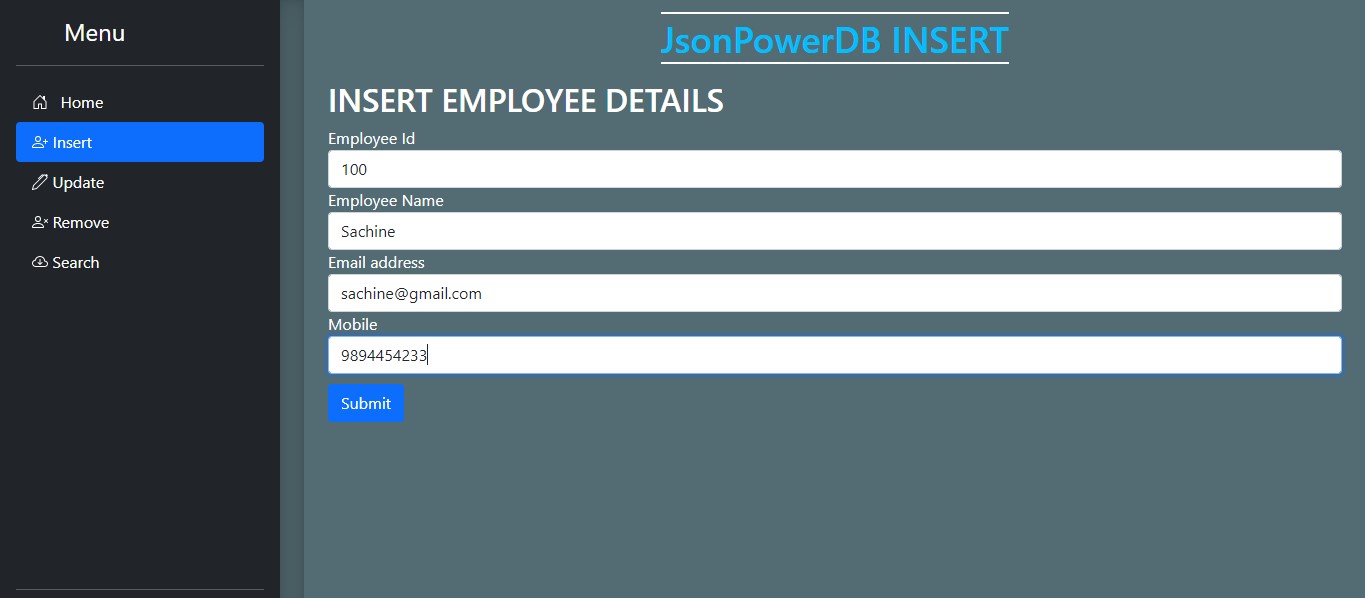 Menu
Home
Insert
Update
Remove
Search
JsonPowerDB INSERT
INSERT EMPLOYEE DETAILS
Employee Id
100
Employee Name
Sachine
Email address
sachine@gmail.com
Mobile
9894454233
Submit